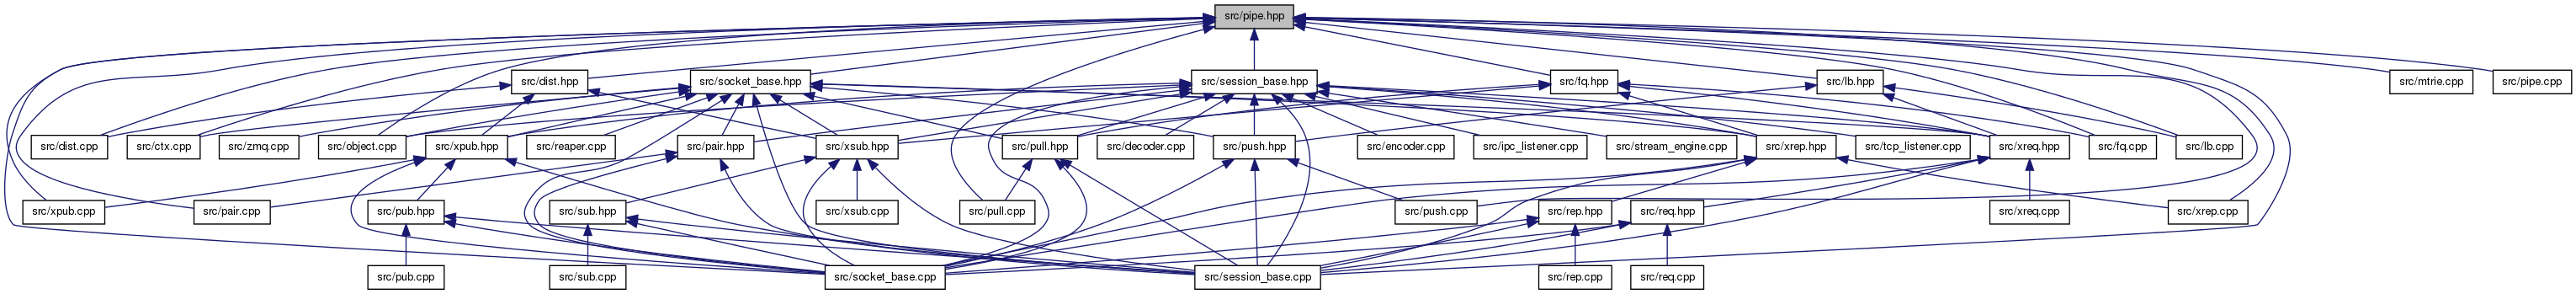 src/pipe.hpp
src/dist.hpp
src/socket_base.hpp
src/session_base.hpp
src/fq.hpp
src/lb.hpp
src/mtrie.cpp
src/pipe.cpp
src/dist.cpp
src/ctx.cpp
src/zmq.cpp
src/object.cpp
src/xpub.hpp
src/reaper.cpp
src/pair.hpp
src/xsub.hpp
src/pull.hpp
src/decoder.cpp
src/push.hpp
src/encoder.cpp
src/ipc_listener.cpp
src/stream_engine.cpp
src/xrep.hpp
src/tcp_listener.cpp
src/xreq.hpp
src/fq.cpp
src/lb.cpp
src/xpub.cpp
src/pair.cpp
src/pub.hpp
src/sub.hpp
src/xsub.cpp
src/pull.cpp
src/push.cpp
src/rep.hpp
src/req.hpp
src/xreq.cpp
src/xrep.cpp
src/pub.cpp
src/sub.cpp
src/socket_base.cpp
src/session_base.cpp
src/rep.cpp
src/req.cpp